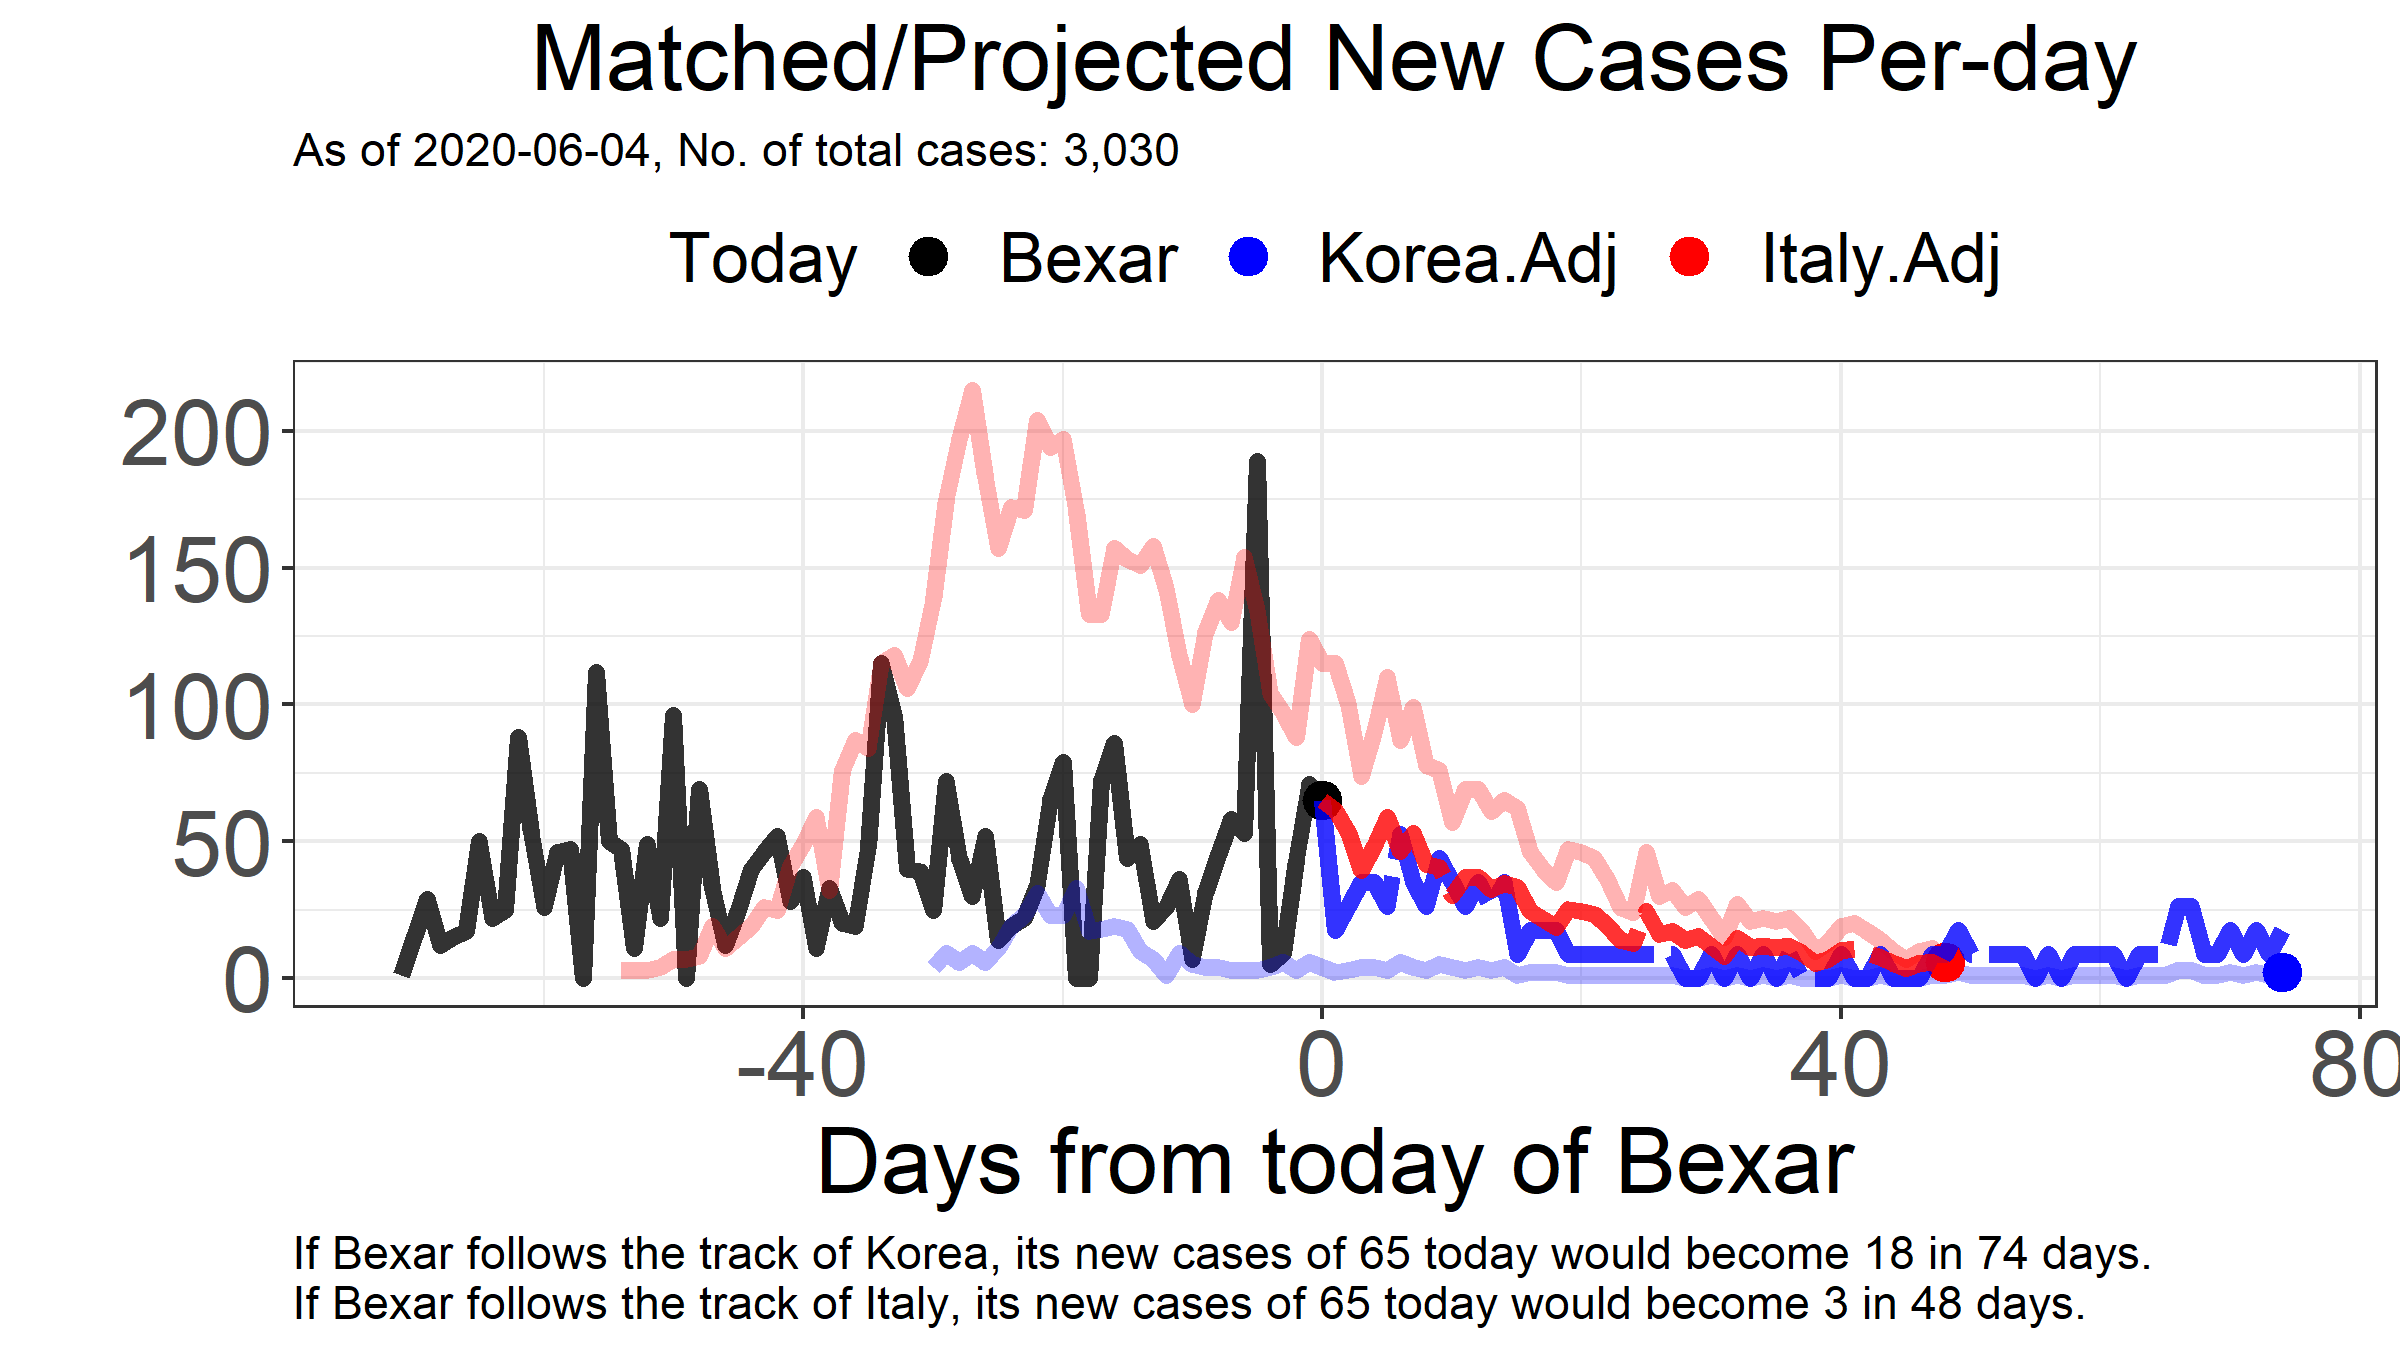 Matched/Projected New Cases Per-day
As of 2020-06-04, No. of total cases: 3,030
Today Bexar Korea.Adj Italy.Adj
200
150
100
50
0
-40 0 40 80
Days from today of Bexar
If Bexar follows the track of Korea, its new cases of 65 today would become 18 in 74 days.
If Bexar follows the track of Italy, its new cases of 65 today would become 3 in 48 days.